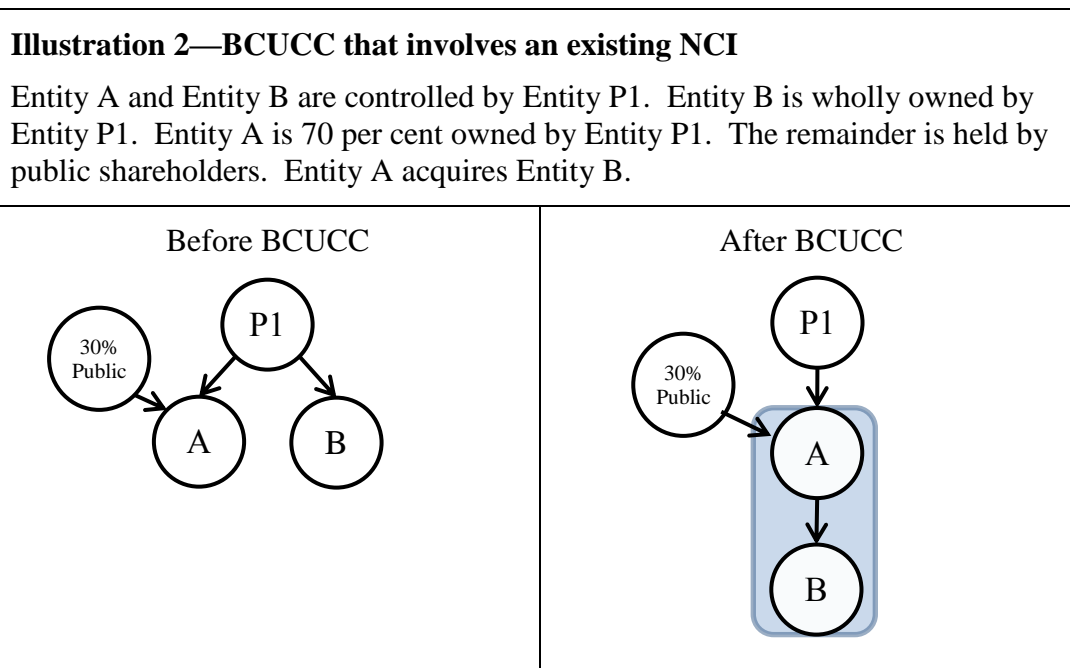 Illustration 2—BCUCC that involves an existing NCI
Entity A and Entity B are controlled by Entity P1.  Entity B is wholly owned by
Entity P1.  Entity A is 70 per cent owned by Entity P1.  The remainder is held by
public shareholders.  Entity A acquires Entity B.
Before BCUCC
P1
30%
Public
A
B
After BCUCC
P1
30%
Public
A
B